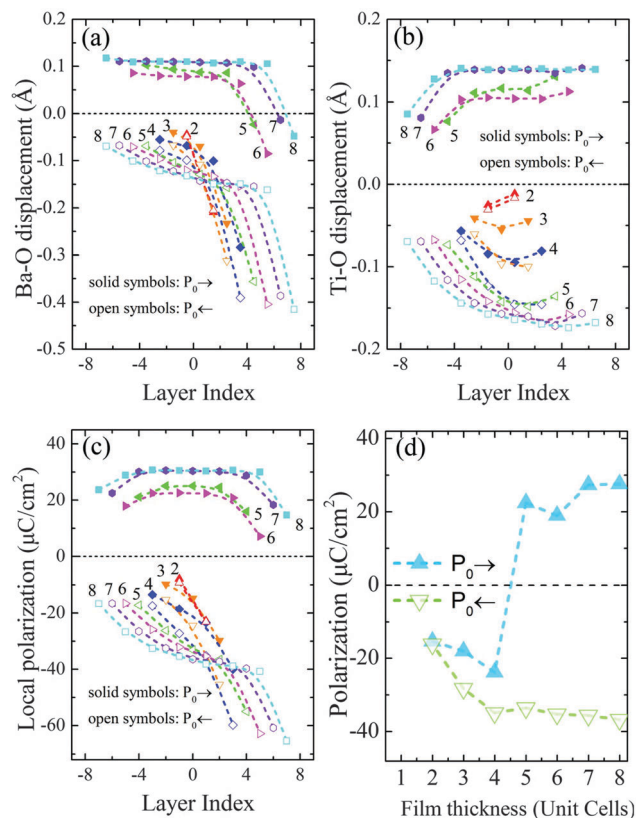 (a)
0.2
0.1
0.0
-0.1
-0.2
-0.3
-0.4
-0.5
Ba-O displacement (Å)
8 7 6 5 4 3 2
5
6
7
8
solid symbols: P0→
open symbols: P0←
-8 -4 0 4 8
Layer Index
(b)
0.2
0.1
0.0
-0.1
-0.2
Ti-O displacement (Å)
8 7 6 5
solid symbols: P0→
open symbols: P0←
2
3
4
5
6 7
8
-8 -4 0 4 8
Layer Index
(c)
40
20
0
-20
-40
-60
Local polarization (μC/cm²)
5
6
7
8
8 7 6 5 4 3 2
solid symbols: P0→
open symbols: P0←
-8 -4 0 4 8
Layer Index
(d)
40
20
0
-20
-40
Polarization (μC/cm²)
P0→
P0←
1 2 3 4 5 6 7 8
Film thickness (Unit Cells)